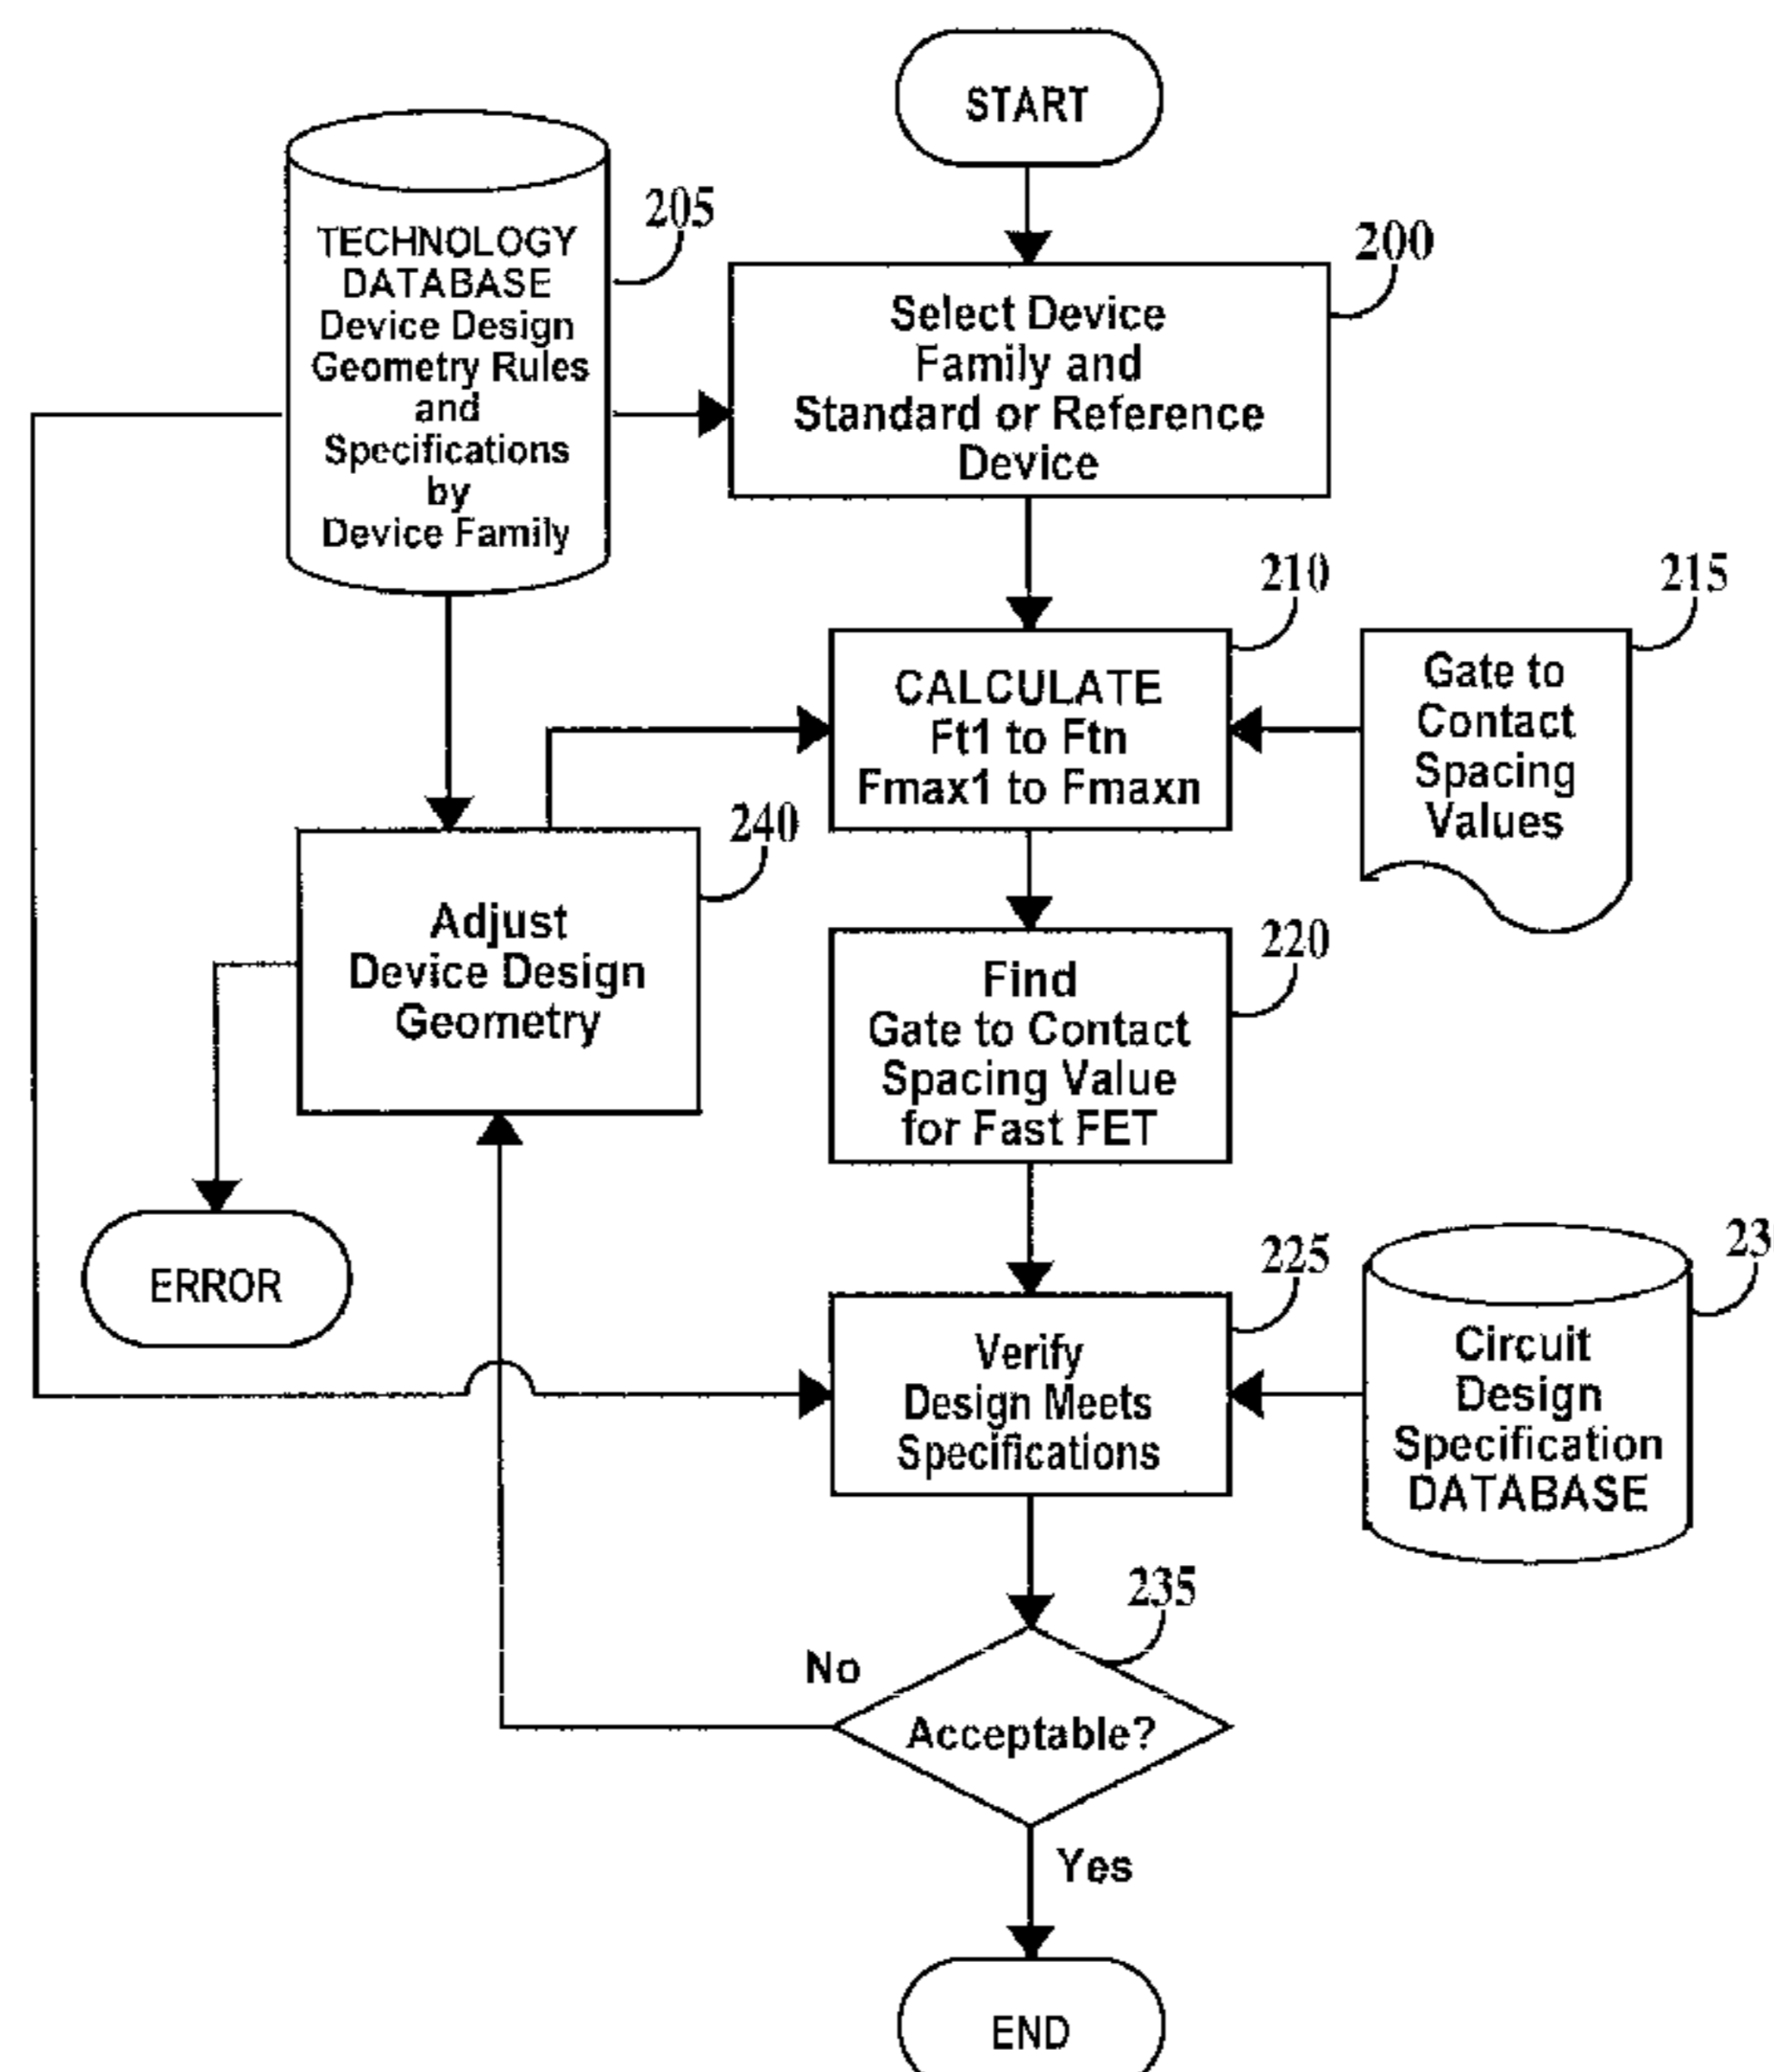 START
205
TECHNOLOGY
DATABASE
Device Design
Geometry Rules
and
Specifications
by
Device Family
200
Select Device
Family and
Standard or Reference
Device
210
CALCULATE
Ft1 to Ftn
Fmax1 to Fmaxn
215
Gate to
Contact
Spacing
Values
240
Adjust
Device Design
Geometry
220
Find
Gate to Contact
Spacing Value
for Fast FET
ERROR
225
Verify
Design Meets
Specifications
23
Circuit
Design
Specification
DATABASE
235
No
Acceptable?
Yes
END